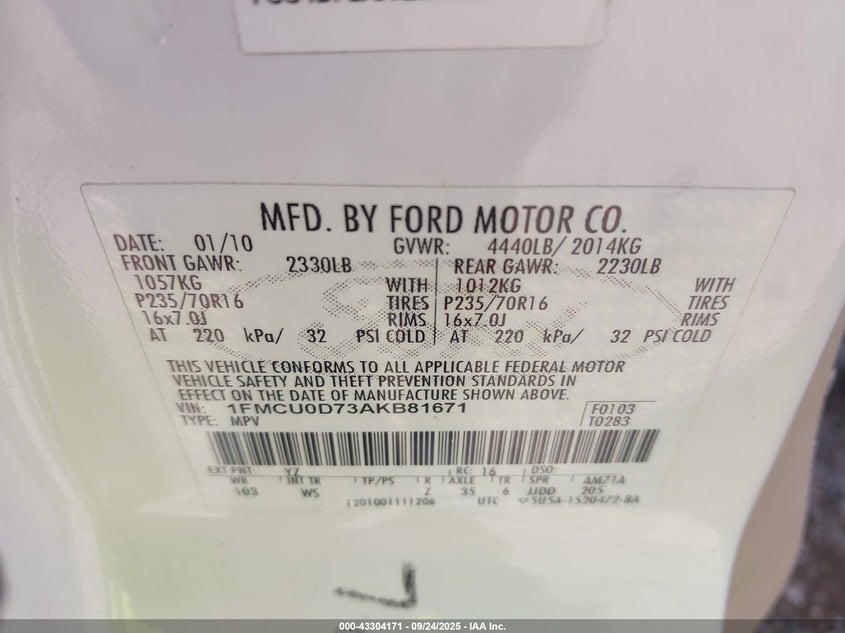 MFD. BY FORD MOTOR CO.
DATE: 01/10 GVWR: 4440LB/ 2014KG
FRONT GAWR: 2330LB REAR GAWR: 2230LB
1057KG WITH 1012KG WITH
P235/70R16 TIRES P235/70R16 TIRES
16x7.0J RIMS 16x7.0J RIMS
AT 220 kPa/ 32 PSI COLD AT 220 kPa/ 32 PSI COLD
THIS VEHICLE CONFORMS TO ALL APPLICABLE FEDERAL MOTOR
VEHICLE SAFETY AND THEFT PREVENTION STANDARDS IN
EFFECT ON THE DATE OF MANUFACTURE SHOWN ABOVE.
VIN: 1FMCU0D73AKB81671 F0103
TYPE: MPV T0283
EXT PNT: YZ RC: 16 DSO:
WB INT TR TP/PS R AXLE TR SPR AM71A
103 WS Z 35 6 JJDD 205
1201001111206 UTC
000-43304171 - 09/24/2025 - IAA Inc.